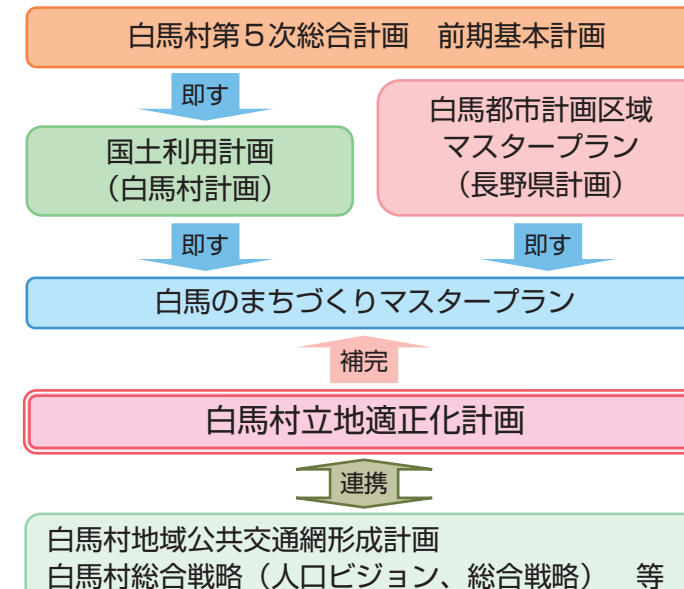 白馬村第５次総合計画　前期基本計画
即す
国土利用計画
（白馬村計画）
白馬都市計画区域
マスタープラン
（長野県計画）
即す
即す
白馬のまちづくりマスタープラン
補完
白馬村立地適正化計画
連携
白馬村地域公共交通網形成計画
白馬村総合戦略（人口ビジョン、総合戦略）　等